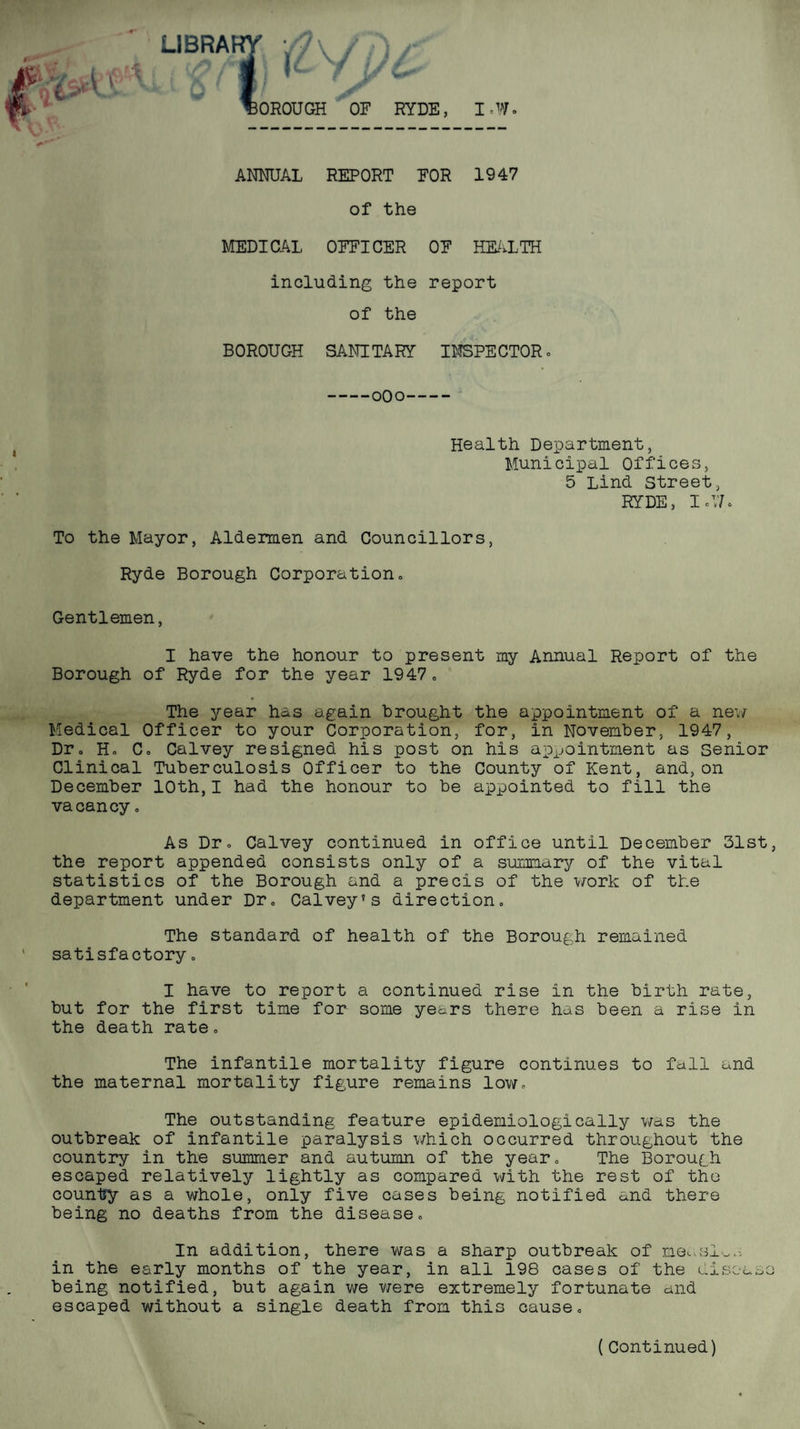 LIBRARY
BOROUGH OF RYDE, I.W.
ANNUAL REPORT FOR 1947
of the
MEDICAL OFFICER OF HEALTH
including the report
of the
BOROUGH SANITARY INSPECTOR.
----oOo----
Health Department,
Municipal Offices,
5 Lind Street,
RYDE, I.W.
To the Mayor, Aldermen and Councillors,
Ryde Borough Corporation.
Gentlemen,
I have the honour to present my Annual Report of the
Borough of Ryde for the year 1947.
The year has again brought the appointment of a new
Medical Officer to your Corporation, for, in November, 1947,
Dr. H. C. Calvey resigned his post on his appointment as Senior
Clinical Tuberculosis Officer to the County of Kent, and, on
December 10th, I had the honour to be appointed to fill the
vacancy.
As Dr. Calvey continued in office until December 31st,
the report appended consists only of a summary of the vital
statistics of the Borough and a precis of the work of the
department under Dr. Calvey's direction.
The standard of health of the Borough remained
satisfactory.
I have to report a continued rise in the birth rate,
but for the first time for some years there has been a rise in
the death rate.
The infantile mortality figure continues to fall and
the maternal mortality figure remains low.
The outstanding feature epidemiologically was the
outbreak of infantile paralysis which occurred throughout the
country in the summer and autumn of the year. The Borough
escaped relatively lightly as compared with the rest of the
county as a whole, only five cases being notified and there
being no deaths from the disease.
In addition, there was a sharp outbreak of measles
in the early months of the year, in all 198 cases of the disease
being notified, but again we were extremely fortunate and
escaped without a single death from this cause.
(Continued)